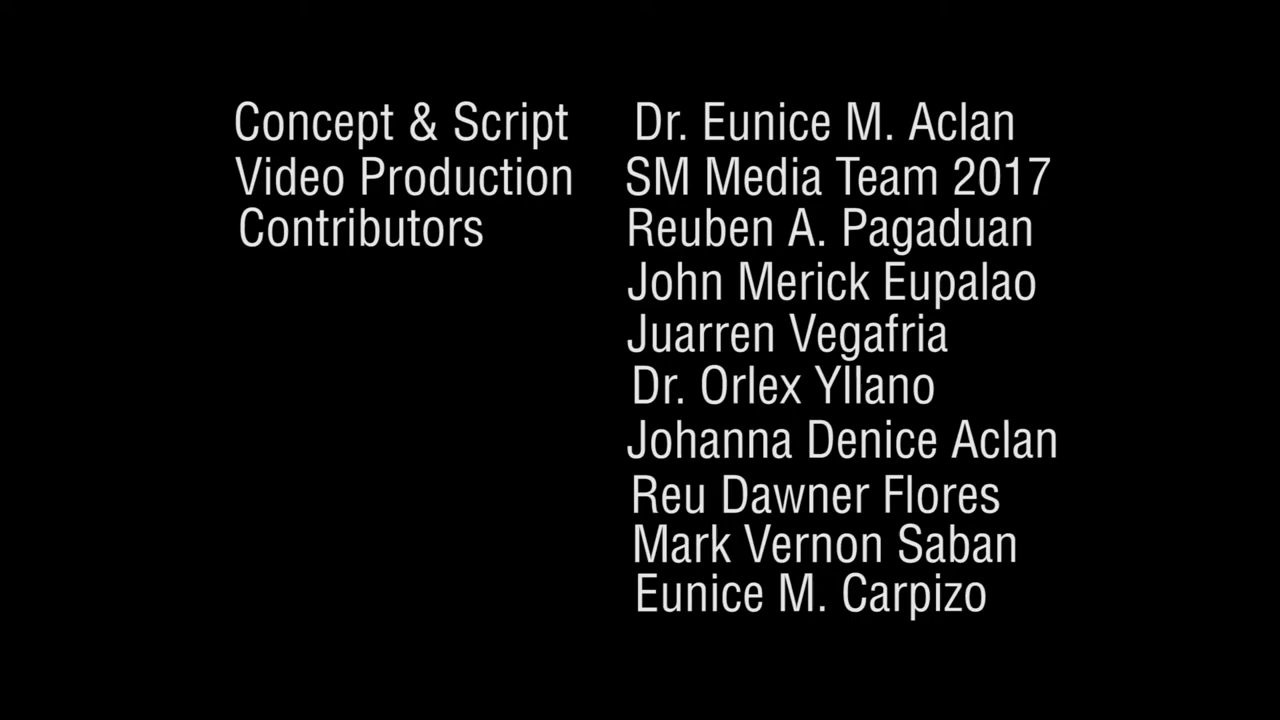 Concept & Script Dr. Eunice M. Aclan
Video Production SM Media Team 2017
Contributors Reuben A. Pagaduan
John Merick Eupalao
Juarren Vegafria
Dr. Orlex Yllano
Johanna Denice Aclan
Reu Dawner Flores
Mark Vernon Saban
Eunice M. Carpizo